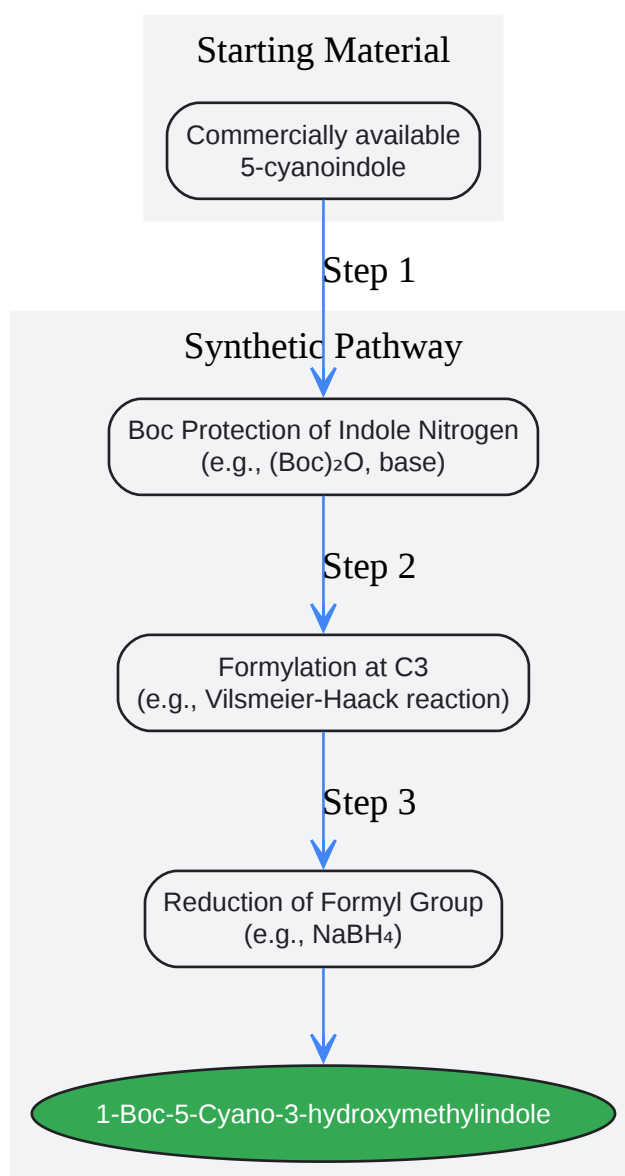 Starting Material
Commercially available
5-cyanoindole
Step 1
Synthetic Pathway
Boc Protection of Indole Nitrogen
(e.g., (Boc)₂O, base)
Step 2
Formylation at C3
(e.g., Vilsmeier-Haack reaction)
Step 3
Reduction of Formyl Group
(e.g., NaBH₄)
1-Boc-5-Cyano-3-hydroxymethylindole